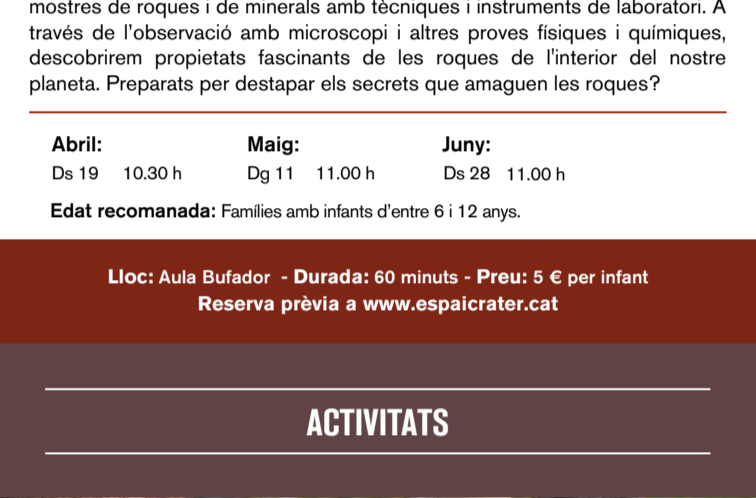 mostres de roques i de minerals amb tècniques i instruments de laboratori. A
través de l’observació amb microscopi i altres proves físiques i químiques,
descobrirem propietats fascinants de les roques de l'interior del nostre
planeta. Preparats per destapar els secrets que amaguen les roques?
Abril: Maig: Juny:
Ds 19 10.30 h Dg 11 11.00 h Ds 28 11.00 h
Edat recomanada: Famílies amb infants d’entre 6 i 12 anys.
Lloc: Aula Bufador - Durada: 60 minuts - Preu: 5 € per infant
Reserva prèvia a www.espaicrater.cat
ACTIVITATS